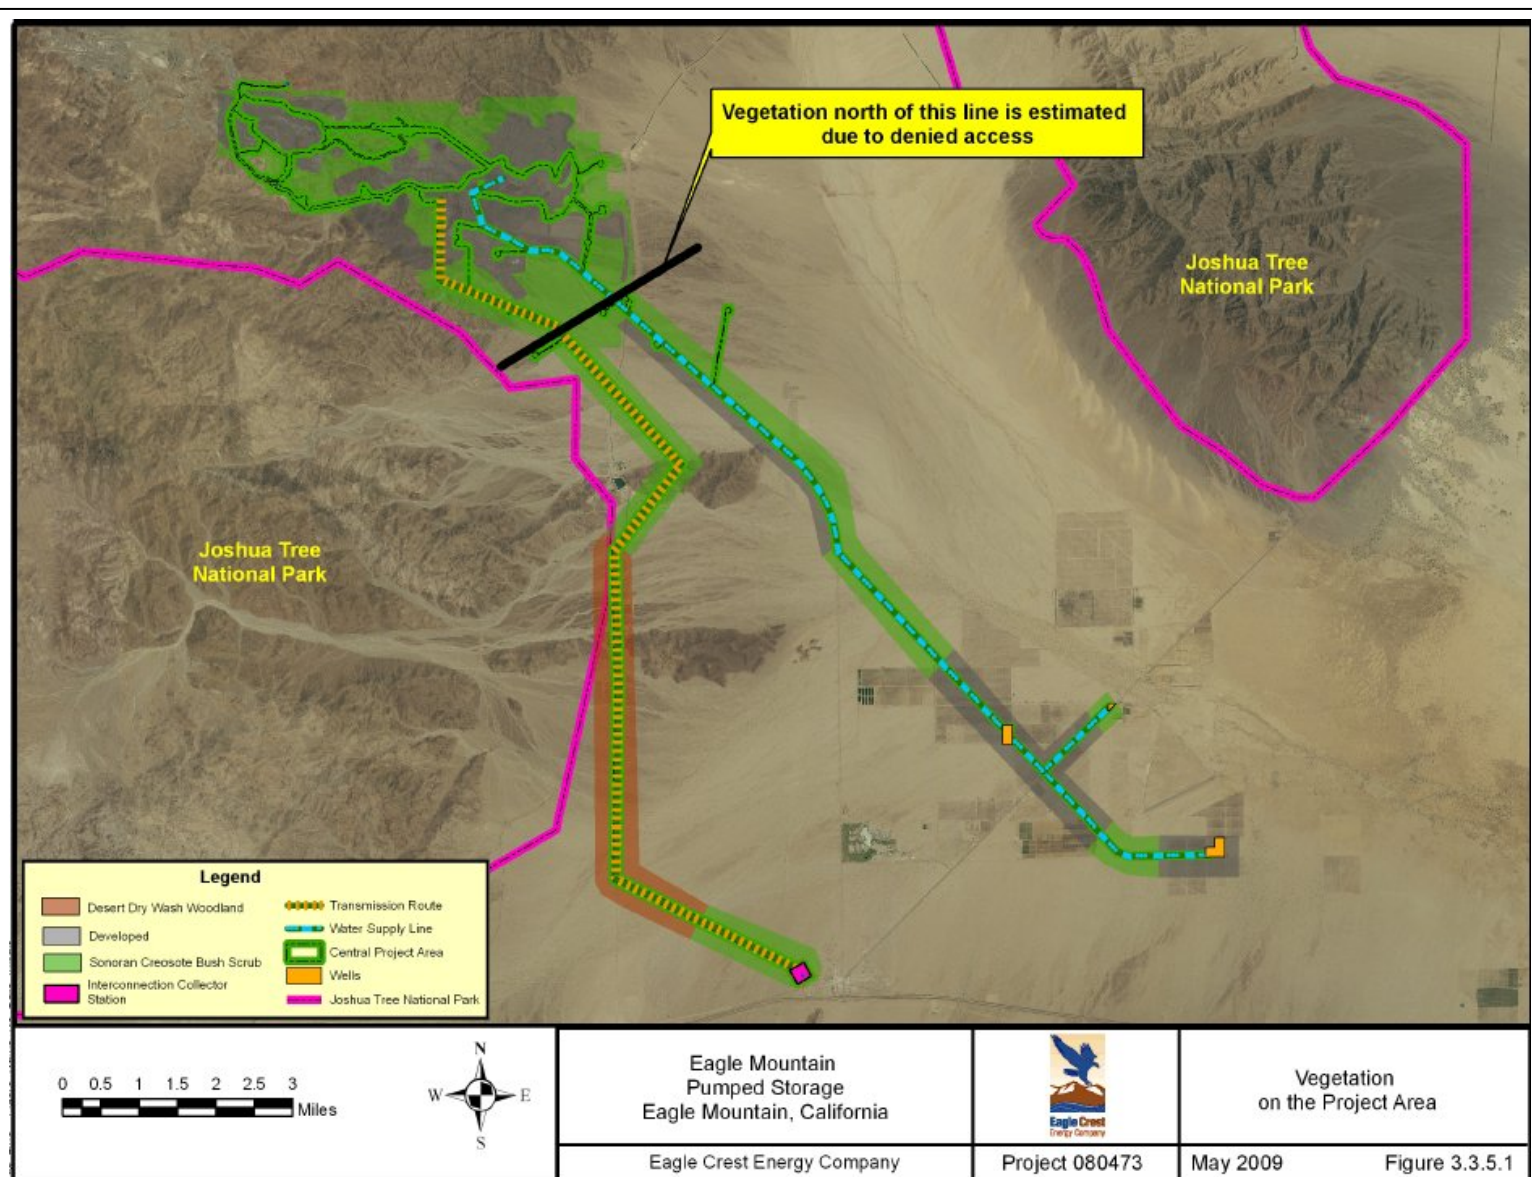 Vegetation north of this line is estimated
due to denied access
Joshua Tree
National Park
Joshua Tree
National Park
Legend
Desert Dry Wash Woodland
Developed
Sonoran Creosote Bush Scrub
Interconnection Collector
Station
Transmission Route
Water Supply Line
Central Project Area
Wells
Joshua Tree National Park
0 0.5 1 1.5 2 2.5 3
Miles
N
W E
S
Eagle Mountain
Pumped Storage
Eagle Mountain, California
Eagle Crest Energy Company
Eagle Crest
Energy Company
Project 080473
Vegetation
on the Project Area
May 2009 Figure 3.3.5.1